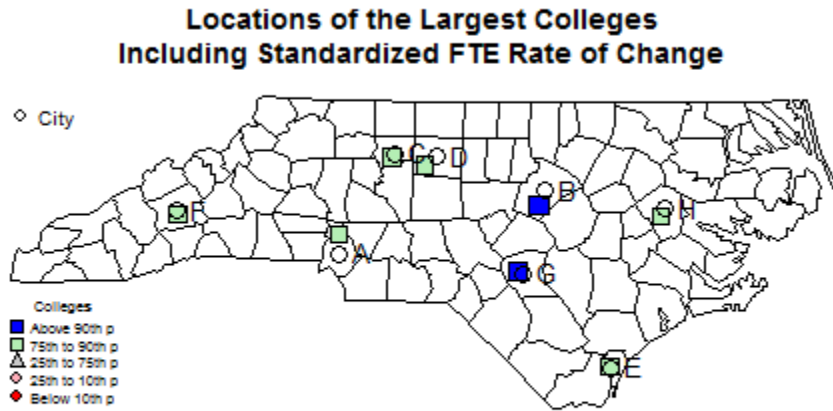 Locations of the Largest Colleges
Including Standardized FTE Rate of Change
City
C
D
B
F
H
A
G
E
Colleges
Above 90th p
75th to 90th p
25th to 75th p
25th to 10th p
Below 10th p